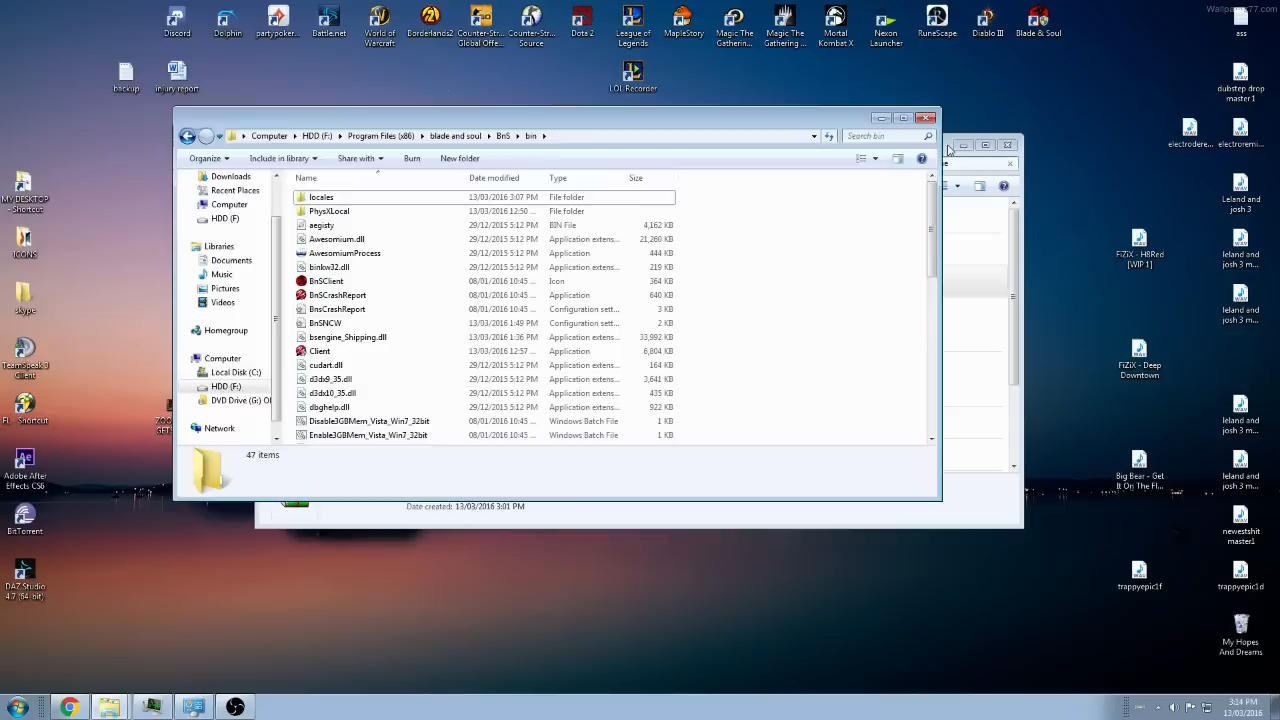 Wallpaper77.com
Discord
Dolphin
partypoke...
Battle.net
World of
Warcraft
Borderlands2
Counter-Str...
Global Offe...
Counter-Str...
Source
Dota 2
League of
Legends
MapleStory
Magic The
Gatherin...
Magic The
Gathering ...
Mortal
Kombat X
Nexon
Launcher
RuneScape
Diablo III
Blade & Soul
ass
backup
injury report
LOL Recorder
dubstep drop
master 1
electrodere...
electroremi...
Leland and
josh 3
FiZiX - H8Red
[WIP 1]
leland and
josh 3 m...
leland and
josh 3 m...
FiZiX - Deep
Downtown
leland and
josh 3 m...
Big Bear - Get
It On The Fl...
leland and
josh 3 m...
newestshit
master1
trappyepic1f
trappyepic1d
My Hopes
And Dreams
MY DESKTOP
- Shortcut
ICONS
skype
TeamSpeak 3
Client
FL - Shortcut
Adobe After
Effects CS6
BitTorrent
DAZ Studio
4.7 (64-bit)
Computer HDD (F:) Program Files (x86) blade and soul BnS bin
Search bin
Organize Include in library Share with Burn New folder
Name Date modified Type Size
Downloads
Recent Places
Computer
HDD (F)
Libraries
Documents
Music
Pictures
Videos
Homegroup
Computer
Local Disk (C:)
HDD (F:)
DVD Drive (G:) O
Network
locales 13/03/2016 3:07 PM File folder
PhysXLocal 13/03/2016 12:50 ... File folder
aegisty 29/12/2015 5:12 PM BIN File 4,162 KB
Awesomium.dll 29/12/2015 5:12 PM Application extens... 21,260 KB
AwesomiumProcess 29/12/2015 5:12 PM Application 444 KB
binkw32.dll 29/12/2015 5:12 PM Application extens... 219 KB
BnSClient 08/01/2016 10:45 ... Icon 364 KB
BnsCrashReport 08/01/2016 10:45 ... Application 640 KB
BnsCrashReport 08/01/2016 10:45 ... Configuration sett... 3 KB
BnSNCW 13/03/2016 1:49 PM Configuration sett... 2 KB
bsengine_Shipping.dll 13/03/2016 1:36 PM Application extens... 33,992 KB
Client 13/03/2016 12:57 ... Application 6,804 KB
cudart.dll 29/12/2015 5:12 PM Application extens... 164 KB
d3dx9_35.dll 29/12/2015 5:12 PM Application extens... 3,641 KB
d3dx10_35.dll 29/12/2015 5:12 PM Application extens... 435 KB
dbghelp.dll 29/12/2015 5:12 PM Application extens... 922 KB
Disable3GBMem_Vista_Win7_32bit 08/01/2016 10:45 ... Windows Batch File 1 KB
Enable3GBMem_Vista_Win7_32bit 08/01/2016 10:45 ... Windows Batch File 1 KB
47 items
Date created: 13/03/2016 3:01 PM
3:14 PM
13/03/2016